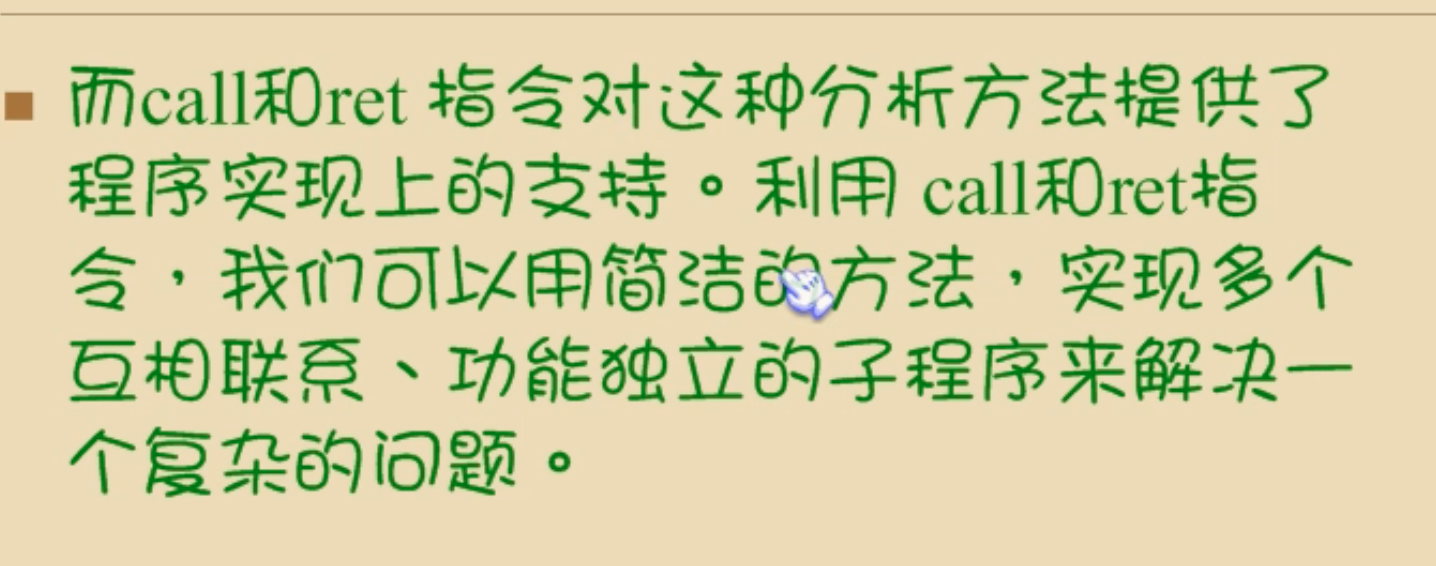 而call和ret 指令对这种分析方法提供了
程序实现上的支持。利用 call和ret指
令，我们可以用简洁的方法，实现多个
互相联系、功能独立的子程序来解决一
个复杂的问题。